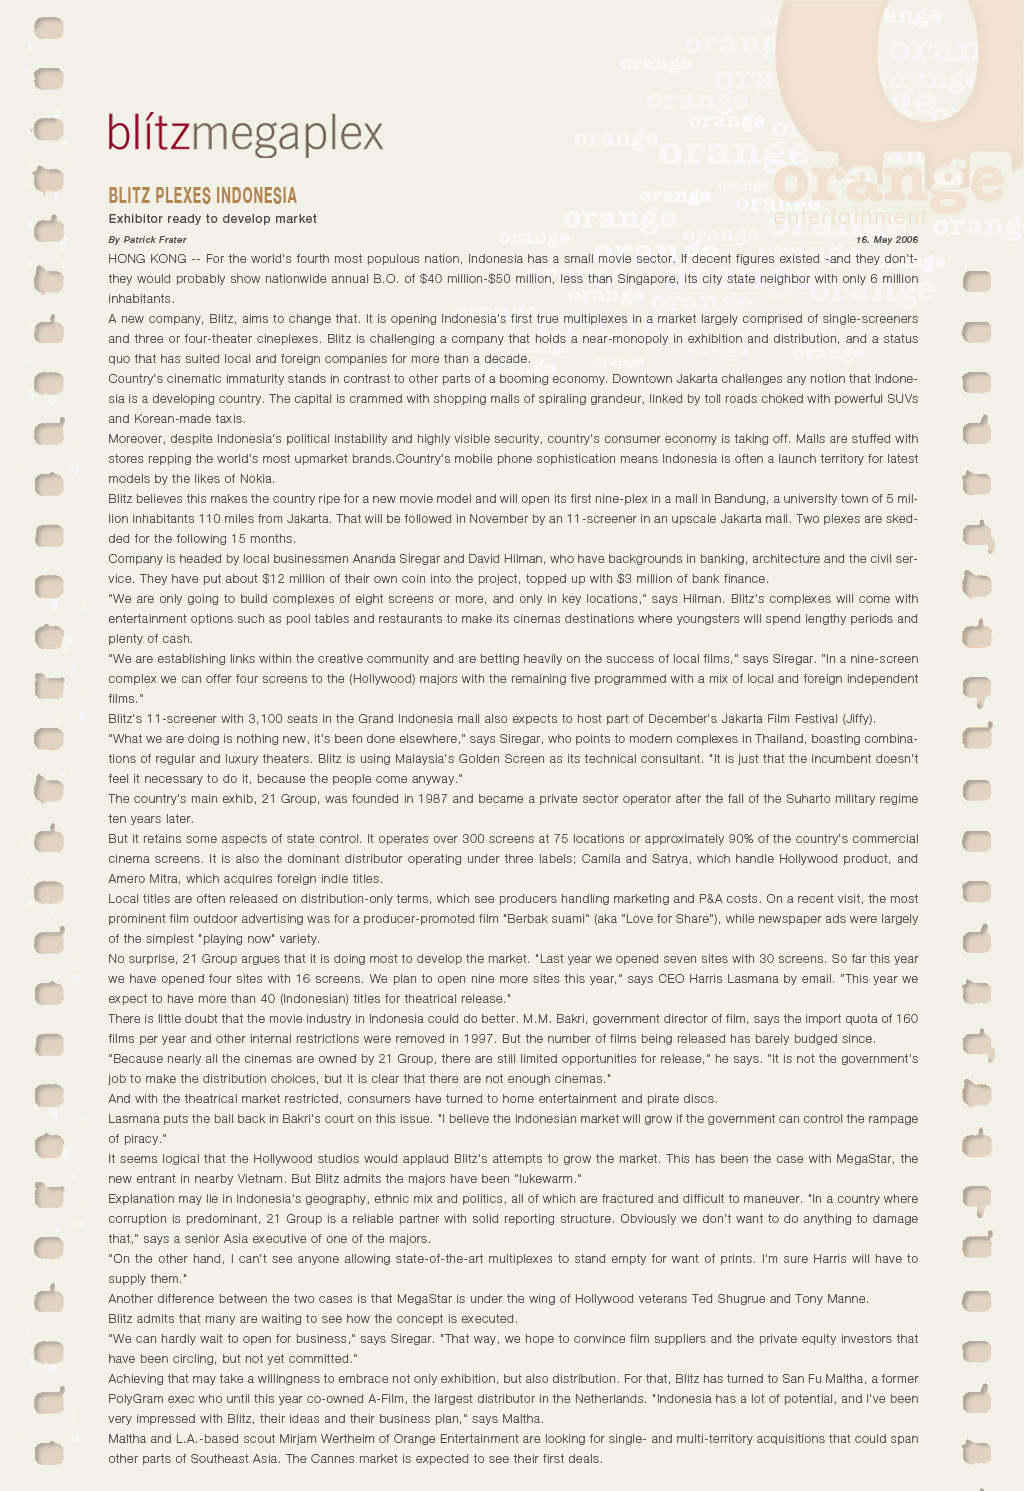 blítzmegaplex
orange
entertainment
BLITZ PLEXES INDONESIA
Exhibitor ready to develop market
By Patrick Frater 16. May 2006
HONG KONG -- For the world's fourth most populous nation, Indonesia has a small movie sector. If decent figures existed -and they don't-
they would probably show nationwide annual B.O. of $40 million-$50 million, less than Singapore, its city state neighbor with only 6 million
inhabitants.
A new company, Blitz, aims to change that. It is opening Indonesia's first true multiplexes in a market largely comprised of single-screeners
and three or four-theater cineplexes. Blitz is challenging a company that holds a near-monopoly in exhibition and distribution, and a status
quo that has suited local and foreign companies for more than a decade.
Country's cinematic immaturity stands in contrast to other parts of a booming economy. Downtown Jakarta challenges any notion that Indone-
sia is a developing country. The capital is crammed with shopping malls of spiraling grandeur, linked by toll roads choked with powerful SUVs
and Korean-made taxis.
Moreover, despite Indonesia's political instability and highly visible security, country's consumer economy is taking off. Malls are stuffed with
stores repping the world's most upmarket brands.Country's mobile phone sophistication means Indonesia is often a launch territory for latest
models by the likes of Nokia.
Blitz believes this makes the country ripe for a new movie model and will open its first nine-plex in a mall in Bandung, a university town of 5 mil-
lion inhabitants 110 miles from Jakarta. That will be followed in November by an 11-screener in an upscale Jakarta mall. Two plexes are sked-
ded for the following 15 months.
Company is headed by local businessmen Ananda Siregar and David Hilman, who have backgrounds in banking, architecture and the civil ser-
vice. They have put about $12 million of their own coin into the project, topped up with $3 million of bank finance.
"We are only going to build complexes of eight screens or more, and only in key locations," says Hilman. Blitz's complexes will come with
entertainment options such as pool tables and restaurants to make its cinemas destinations where youngsters will spend lengthy periods and
plenty of cash.
"We are establishing links within the creative community and are betting heavily on the success of local films," says Siregar. "In a nine-screen
complex we can offer four screens to the (Hollywood) majors with the remaining five programmed with a mix of local and foreign independent
films."
Blitz's 11-screener with 3,100 seats in the Grand Indonesia mall also expects to host part of December's Jakarta Film Festival (Jiffy).
"What we are doing is nothing new, it's been done elsewhere," says Siregar, who points to modern complexes in Thailand, boasting combina-
tions of regular and luxury theaters. Blitz is using Malaysia's Golden Screen as its technical consultant. "It is just that the incumbent doesn't
feel it necessary to do it, because the people come anyway."
The country's main exhib, 21 Group, was founded in 1987 and became a private sector operator after the fall of the Suharto military regime
ten years later.
But it retains some aspects of state control. It operates over 300 screens at 75 locations or approximately 90% of the country's commercial
cinema screens. It is also the dominant distributor operating under three labels; Camila and Satrya, which handle Hollywood product, and
Amero Mitra, which acquires foreign indie titles.
Local titles are often released on distribution-only terms, which see producers handling marketing and P&A costs. On a recent visit, the most
prominent film outdoor advertising was for a producer-promoted film "Berbak suami" (aka "Love for Share"), while newspaper ads were largely
of the simplest "playing now" variety.
No surprise, 21 Group argues that it is doing most to develop the market. "Last year we opened seven sites with 30 screens. So far this year
we have opened four sites with 16 screens. We plan to open nine more sites this year," says CEO Harris Lasmana by email. "This year we
expect to have more than 40 (Indonesian) titles for theatrical release."
There is little doubt that the movie industry in Indonesia could do better. M.M. Bakri, government director of film, says the import quota of 160
films per year and other internal restrictions were removed in 1997. But the number of films being released has barely budged since.
"Because nearly all the cinemas are owned by 21 Group, there are still limited opportunities for release," he says. "It is not the government's
job to make the distribution choices, but it is clear that there are not enough cinemas."
And with the theatrical market restricted, consumers have turned to home entertainment and pirate discs.
Lasmana puts the ball back in Bakri's court on this issue. "I believe the Indonesian market will grow if the government can control the rampage
of piracy."
It seems logical that the Hollywood studios would applaud Blitz's attempts to grow the market. This has been the case with MegaStar, the
new entrant in nearby Vietnam. But Blitz admits the majors have been "lukewarm."
Explanation may lie in Indonesia's geography, ethnic mix and politics, all of which are fractured and difficult to maneuver. "In a country where
corruption is predominant, 21 Group is a reliable partner with solid reporting structure. Obviously we don't want to do anything to damage
that," says a senior Asia executive of one of the majors.
"On the other hand, I can't see anyone allowing state-of-the-art multiplexes to stand empty for want of prints. I'm sure Harris will have to
supply them."
Another difference between the two cases is that MegaStar is under the wing of Hollywood veterans Ted Shugrue and Tony Manne.
Blitz admits that many are waiting to see how the concept is executed.
"We can hardly wait to open for business," says Siregar. "That way, we hope to convince film suppliers and the private equity investors that
have been circling, but not yet committed."
Achieving that may take a willingness to embrace not only exhibition, but also distribution. For that, Blitz has turned to San Fu Maltha, a former
PolyGram exec who until this year co-owned A-Film, the largest distributor in the Netherlands. "Indonesia has a lot of potential, and I've been
very impressed with Blitz, their ideas and their business plan," says Maltha.
Maltha and L.A.-based scout Mirjam Wertheim of Orange Entertainment are looking for single- and multi-territory acquisitions that could span
other parts of Southeast Asia. The Cannes market is expected to see their first deals.